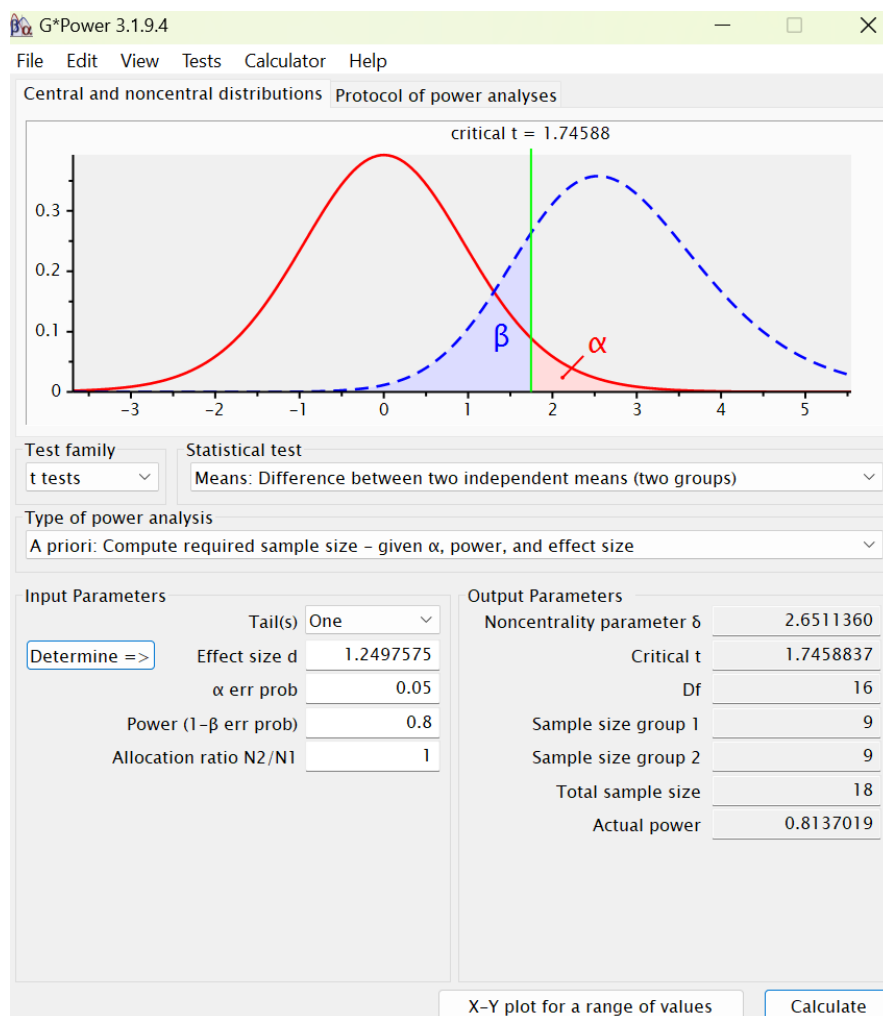 G*Power 3.1.9.4
File Edit View Tests Calculator Help
Central and noncentral distributions Protocol of power analyses
critical t = 1.74588
0.3
0.2
0.1
0
β
α
-3 -2 -1 0 1 2 3 4 5
Test family
t tests
Statistical test
Means: Difference between two independent means (two groups)
Type of power analysis
A priori: Compute required sample size - given α, power, and effect size
Input Parameters
Tail(s) One
Determine => Effect size d 1.2497575
α err prob 0.05
Power (1-β err prob) 0.8
Allocation ratio N2/N1 1
Output Parameters
Noncentrality parameter δ 2.6511360
Critical t 1.7458837
Df 16
Sample size group 1 9
Sample size group 2 9
Total sample size 18
Actual power 0.8137019
X-Y plot for a range of values Calculate